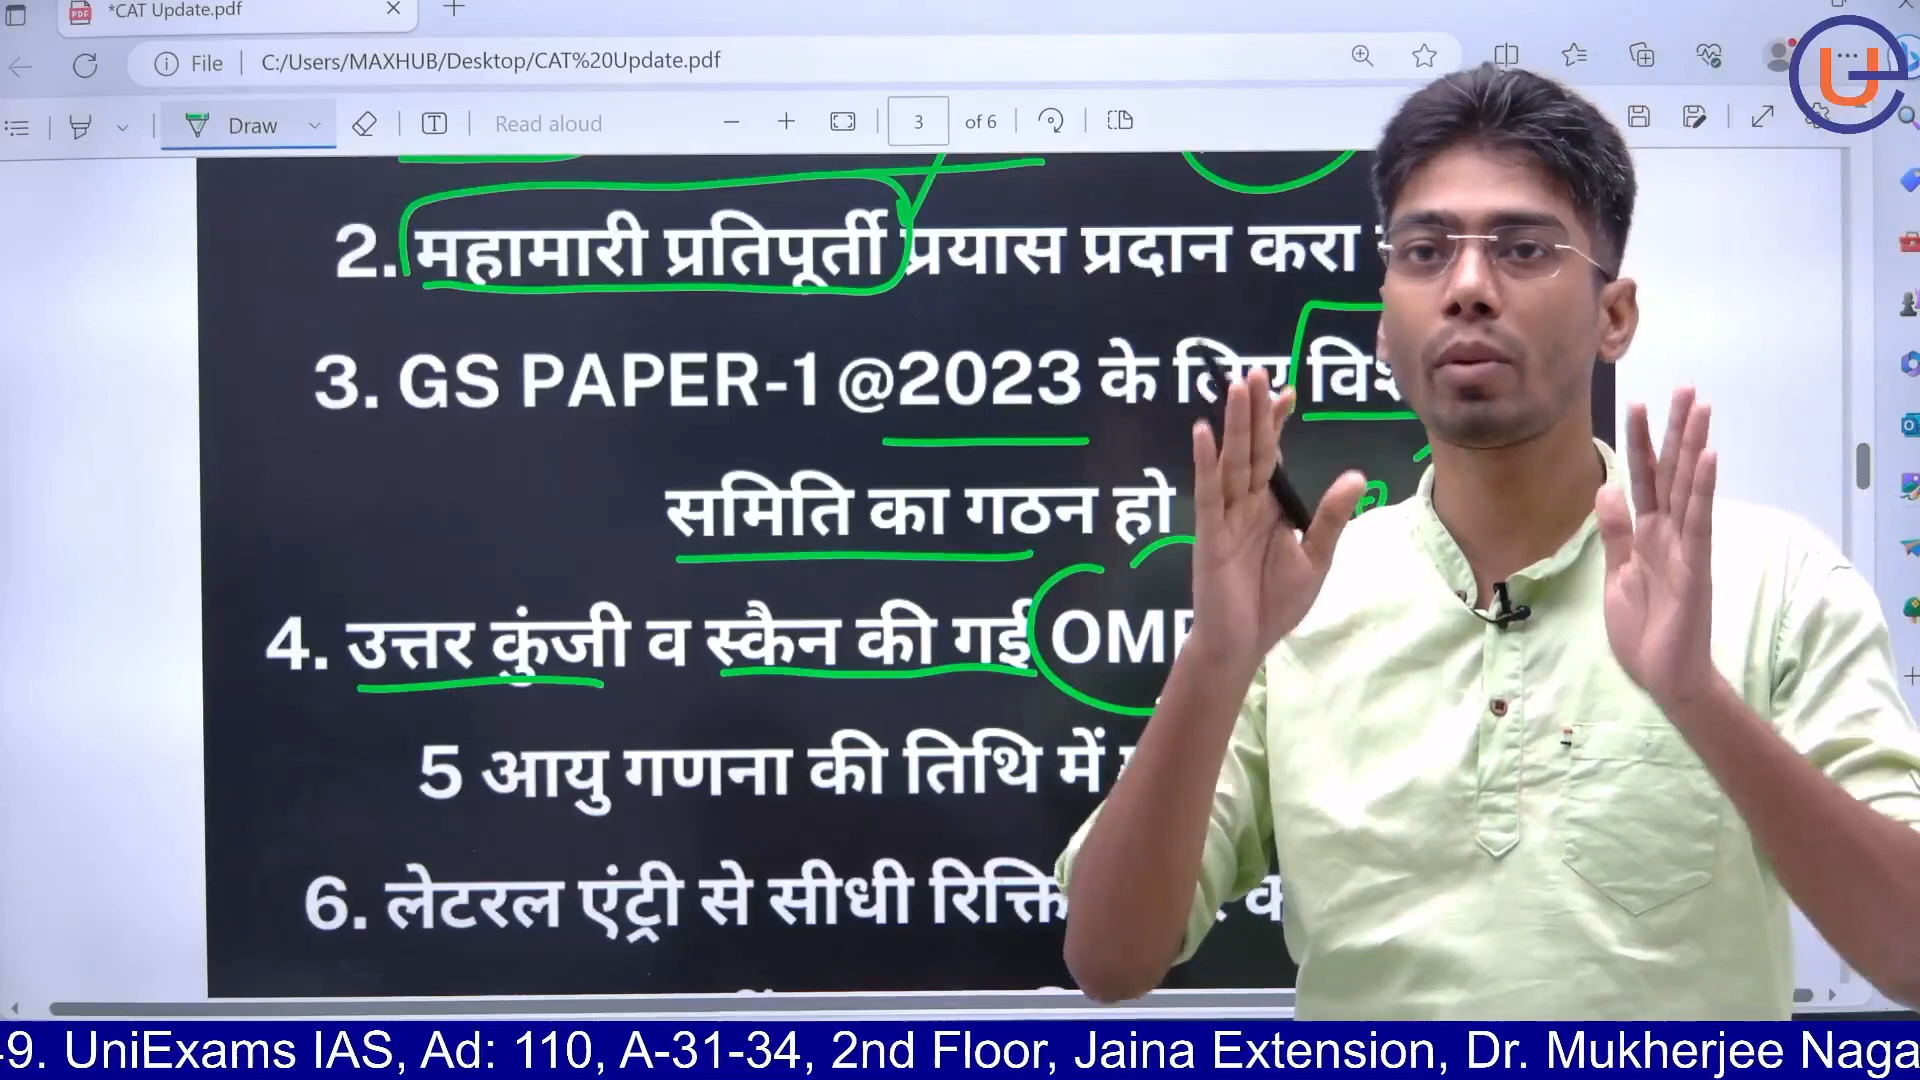 *CAT Update.pdf
File C:/Users/MAXHUB/Desktop/CAT%20Update.pdf
Draw Read aloud 3 of 6
2. महामारी प्रतिपूर्ती प्रयास प्रदान करा
3. GS PAPER-1 @2023 के लिए
समिति का गठन हो
4. उत्तर कुंजी व स्कैन की गई
5 आयु गणना की तिथि में
6. लेटरल एंट्री से सीधी
-9. UniExams IAS, Ad: 110, A-31-34, 2nd Floor, Jaina Extension, Dr. Mukherjee Naga